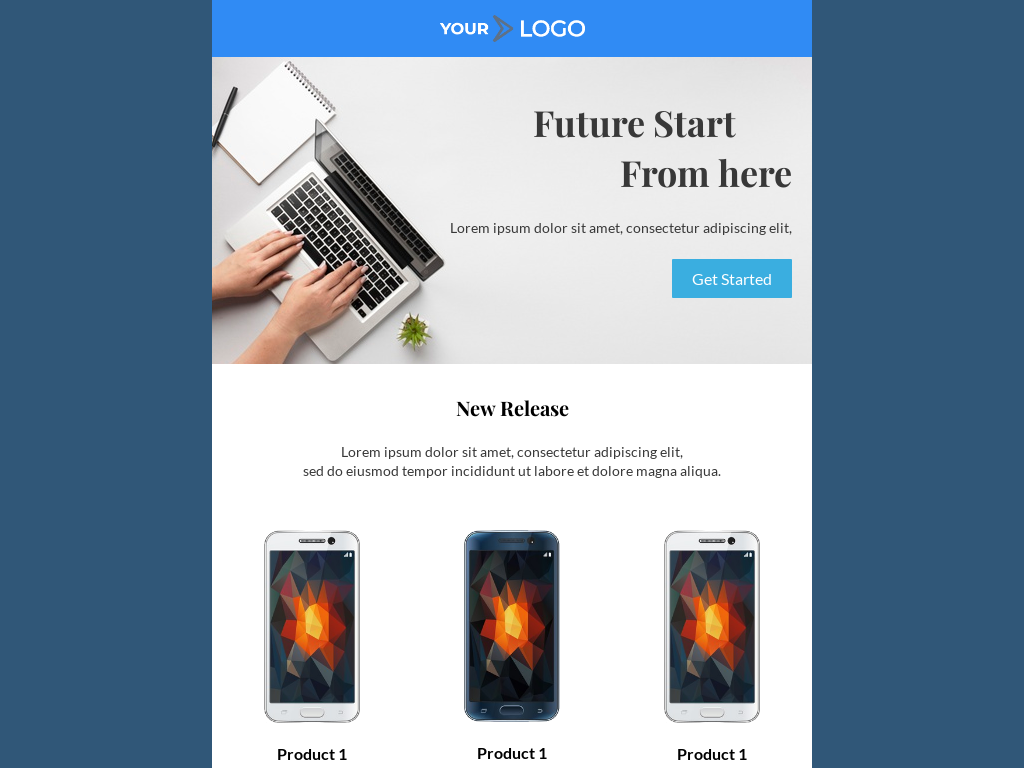 YOUR LOGO
Future Start
From here
Lorem ipsum dolor sit amet, consectetur adipiscing elit,
Get Started
New Release
Lorem ipsum dolor sit amet, consectetur adipiscing elit,
sed do eiusmod tempor incididunt ut labore et dolore magna aliqua.
Product 1
Product 1
Product 1